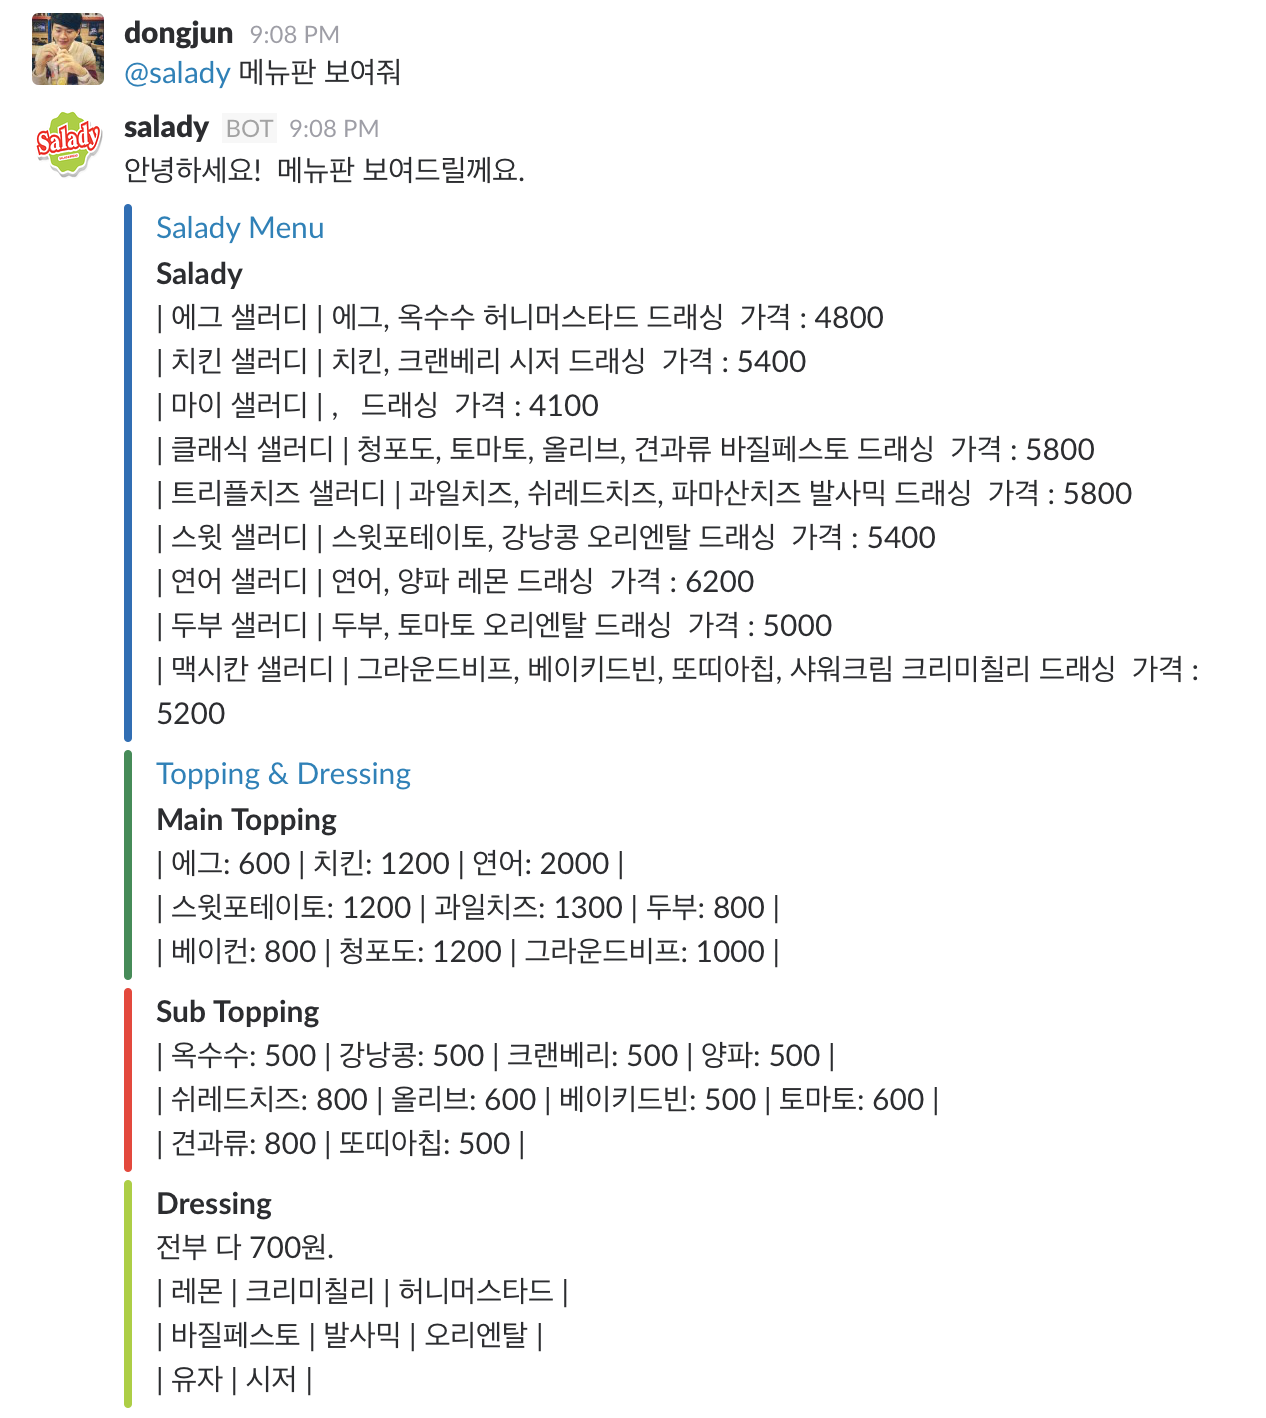 dongjun 9:08 PM
@salady 메뉴판 보여줘
Salady
salady BOT 9:08 PM
안녕하세요!  메뉴판 보여드릴께요.
Salady Menu
Salady
| 에그 샐러디 | 에그, 옥수수 허니머스타드 드래싱  가격 : 4800
| 치킨 샐러디 | 치킨, 크랜베리 시저 드래싱  가격 : 5400
| 마이 샐러디 | ,   드래싱  가격 : 4100
| 클래식 샐러디 | 청포도, 토마토, 올리브, 견과류 바질페스토 드래싱  가격 : 5800
| 트리플치즈 샐러디 | 과일치즈, 쉬레드치즈, 파마산치즈 발사믹 드래싱  가격 : 5800
| 스윗 샐러디 | 스윗포테이토, 강낭콩 오리엔탈 드래싱  가격 : 5400
| 연어 샐러디 | 연어, 양파 레몬 드래싱  가격 : 6200
| 두부 샐러디 | 두부, 토마토 오리엔탈 드래싱  가격 : 5000
| 맥시칸 샐러디 | 그라운드비프, 베이키드빈, 또띠아칩, 샤워크림 크리미칠리 드래싱  가격 :
5200
Topping & Dressing
Main Topping
| 에그: 600 | 치킨: 1200 | 연어: 2000 |
| 스윗포테이토: 1200 | 과일치즈: 1300 | 두부: 800 |
| 베이컨: 800 | 청포도: 1200 | 그라운드비프: 1000 |
Sub Topping
| 옥수수: 500 | 강낭콩: 500 | 크랜베리: 500 | 양파: 500 |
| 쉬레드치즈: 800 | 올리브: 600 | 베이키드빈: 500 | 토마토: 600 |
| 견과류: 800 | 또띠아칩: 500 |
Dressing
전부 다 700원.
| 레몬 | 크리미칠리 | 허니머스타드 |
| 바질페스토 | 발사믹 | 오리엔탈 |
| 유자 | 시저 |